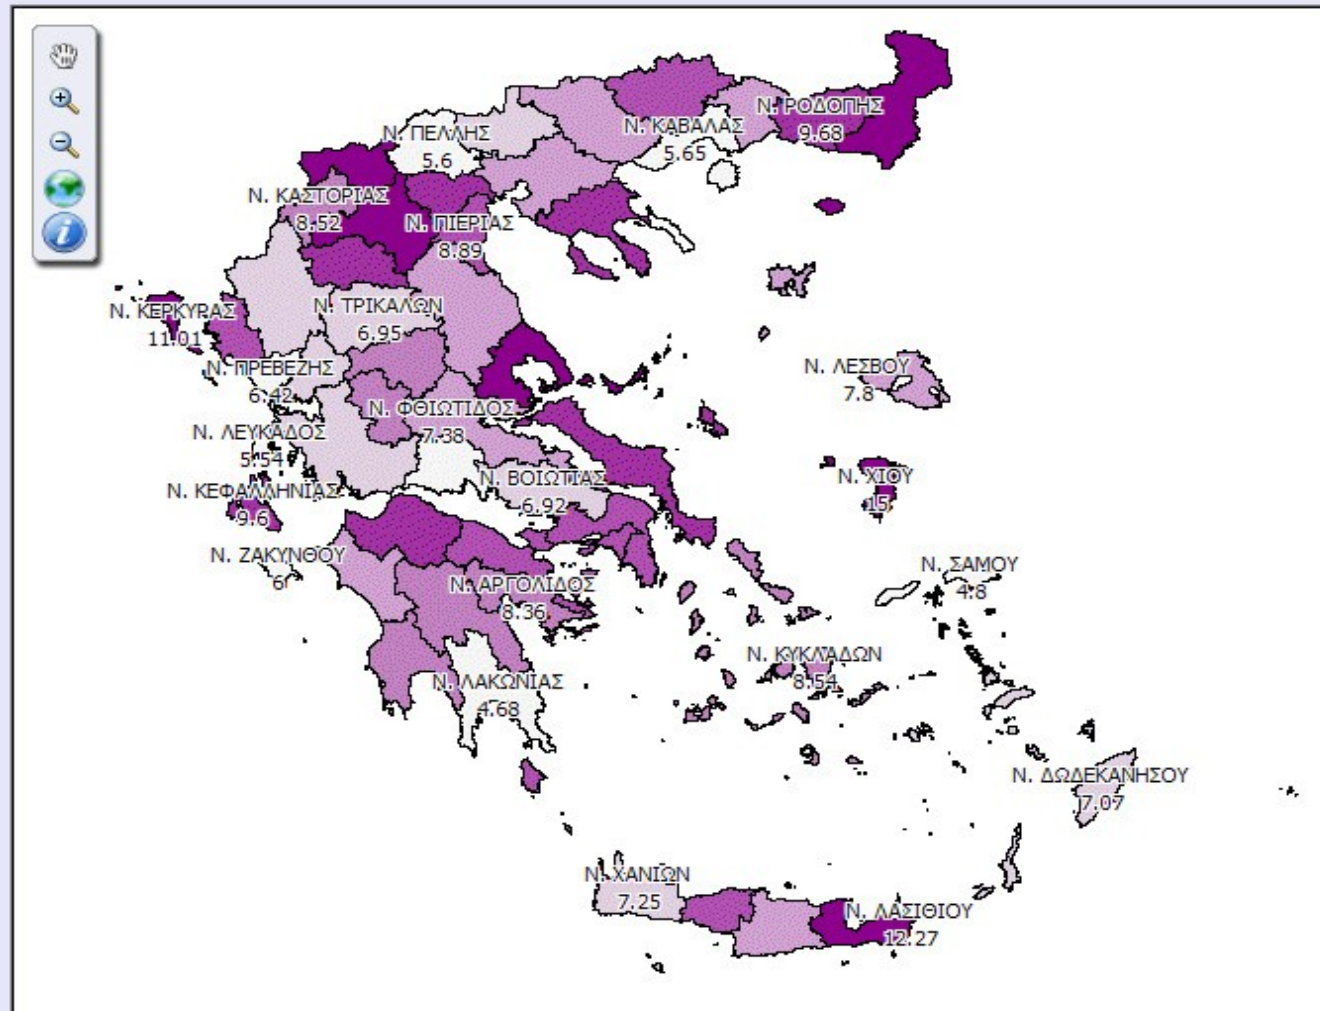 Ν. ΡΟΔΟΠΗΣ
9.68
Ν. ΚΑΒΑΛΑΣ
5.65
Ν. ΠΕΛΛΗΣ
5.6
Ν. ΚΑΣΤΟΡΙΑΣ
8.52
Ν. ΠΙΕΡΙΑΣ
8.89
Ν. ΚΕΡΚΥΡΑΣ
11.01
Ν. ΤΡΙΚΑΛΩΝ
6.95
Ν. ΠΡΕΒΕΖΗΣ
6.42
Ν. ΛΕΣΒΟΥ
7.8
Ν. ΦΘΙΩΤΙΔΟΣ
7.38
Ν. ΛΕΥΚΑΔΟΣ
5.54
Ν. ΒΟΙΩΤΙΑΣ
6.92
Ν. ΧΙΟΥ
15
Ν. ΚΕΦΑΛΛΗΝΙΑΣ
9.6
Ν. ΖΑΚΥΝΘΟΥ
6
Ν. ΣΑΜΟΥ
4.8
Ν. ΑΡΓΟΛΙΔΟΣ
8.36
Ν. ΚΥΚΛΑΔΩΝ
8.54
Ν. ΛΑΚΩΝΙΑΣ
4.68
Ν. ΔΩΔΕΚΑΝΗΣΟΥ
7.07
Ν. ΧΑΝΙΩΝ
7.25
Ν. ΛΑΣΙΘΙΟΥ
12.27